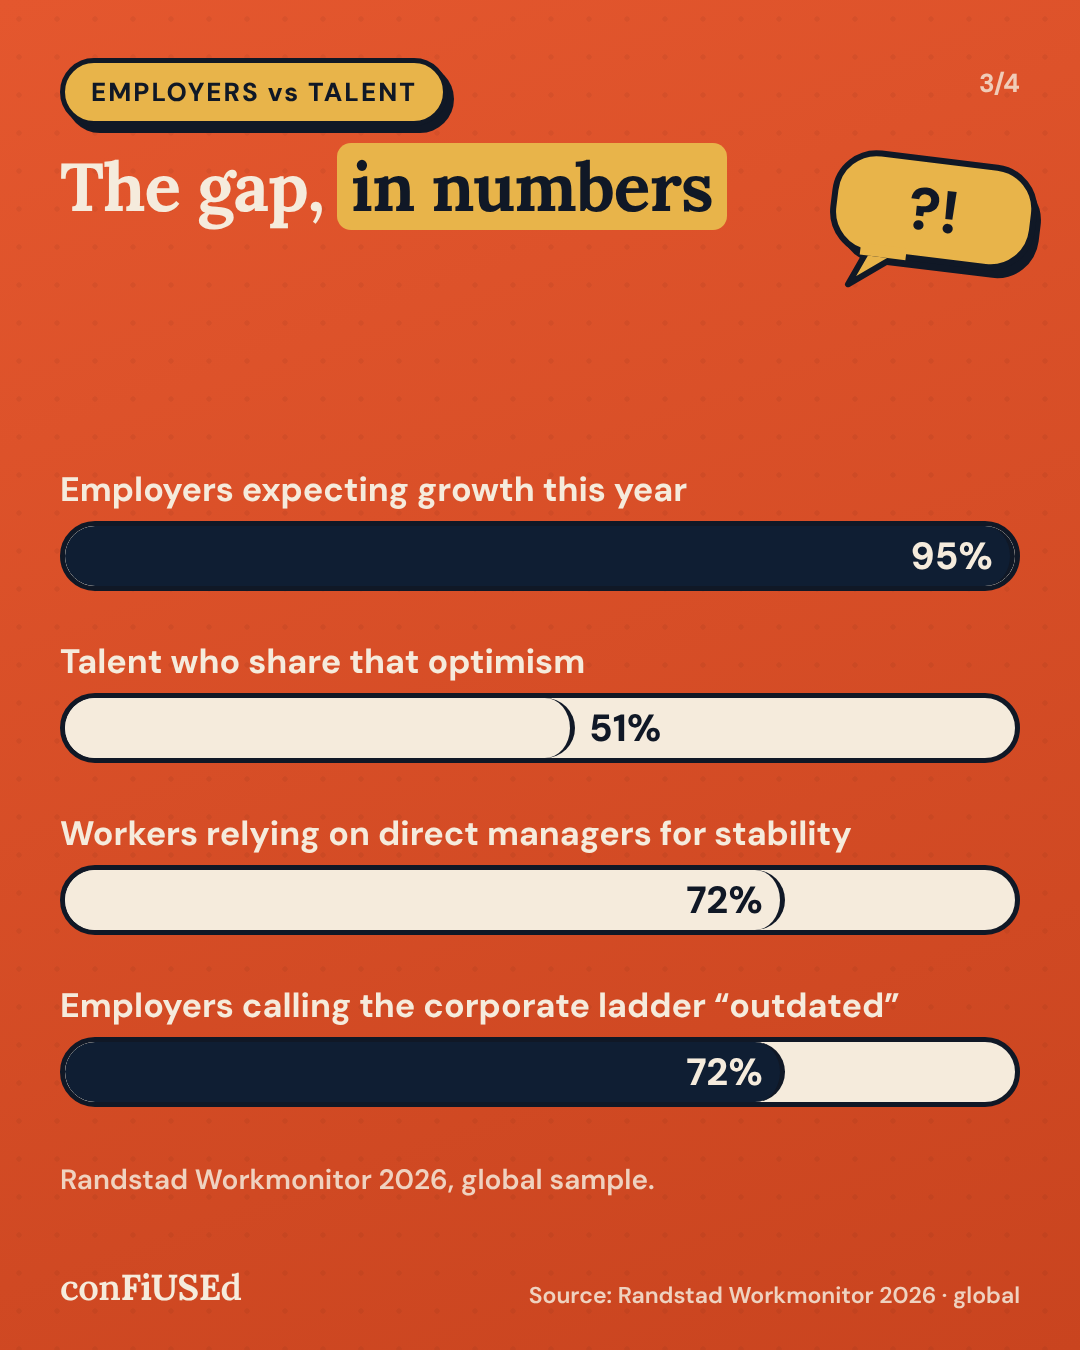 EMPLOYERS vs TALENT
3/4
The gap, in numbers
?!
Employers expecting growth this year
95%
Talent who share that optimism
51%
Workers relying on direct managers for stability
72%
Employers calling the corporate ladder “outdated”
72%
Randstad Workmonitor 2026, global sample.
conFiUSEd
Source: Randstad Workmonitor 2026 · global